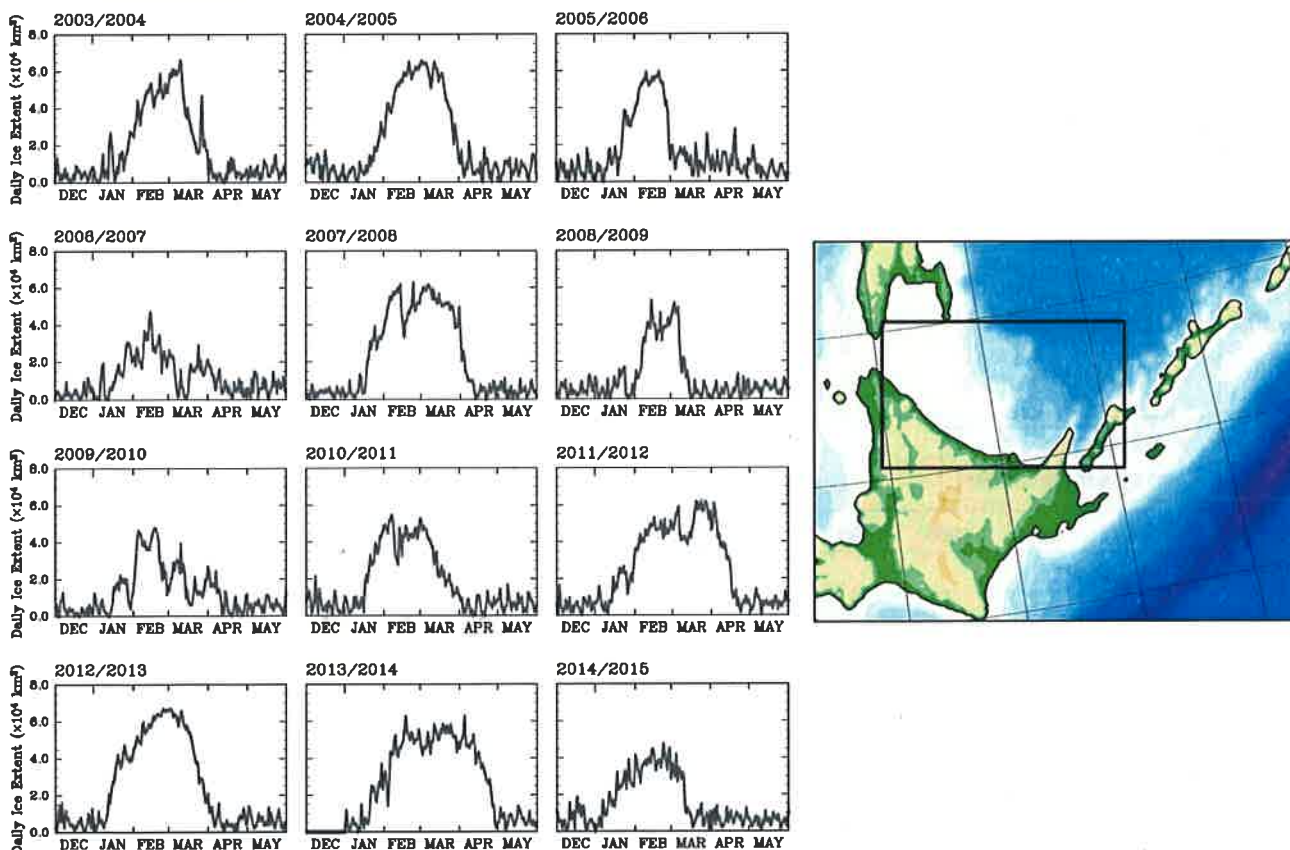 2003/2004 2004/2005 2005/2006
Daily Ice Extent (×10⁴ km²)
8.0
6.0
4.0
2.0
0.0
DEC JAN FEB MAR APR MAY DEC JAN FEB MAR APR MAY DEC JAN FEB MAR APR MAY
2006/2007 2007/2008 2008/2009
Daily Ice Extent (×10⁴ km²)
8.0
6.0
4.0
2.0
0.0
DEC JAN FEB MAR APR MAY DEC JAN FEB MAR APR MAY DEC JAN FEB MAR APR MAY
2009/2010 2010/2011 2011/2012
Daily Ice Extent (×10⁴ km²)
8.0
6.0
4.0
2.0
0.0
DEC JAN FEB MAR APR MAY DEC JAN FEB MAR APR MAY DEC JAN FEB MAR APR MAY
2012/2013 2013/2014 2014/2015
Daily Ice Extent (×10⁴ km²)
8.0
6.0
4.0
2.0
0.0
DEC JAN FEB MAR APR MAY DEC JAN FEB MAR APR MAY DEC JAN FEB MAR APR MAY